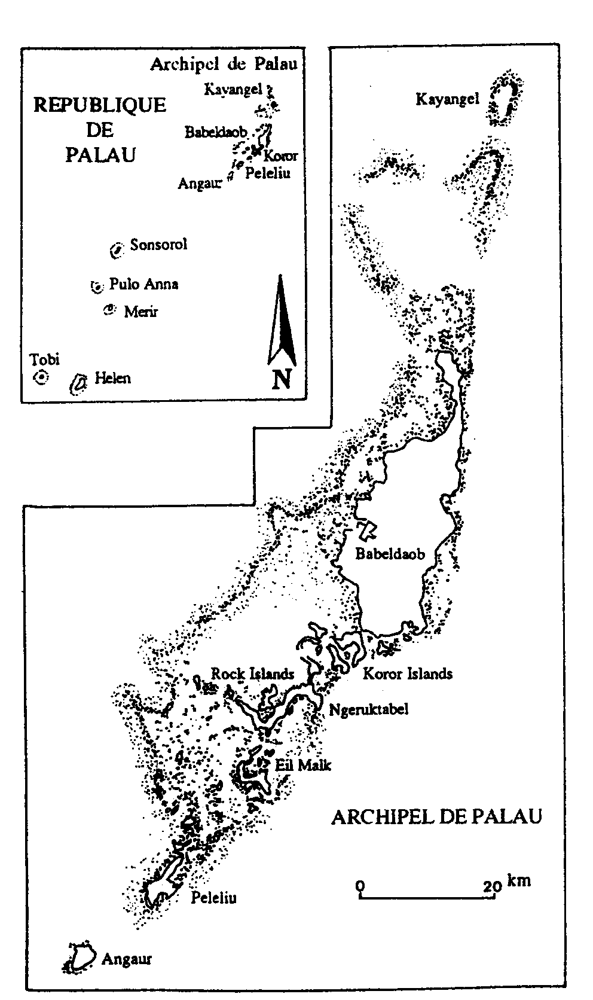 Archipel de Palau
Kayangel
REPUBLIQUE
DE
PALAU
Babeldaob
Koror
Peleliu
Angaur
Sonsorol
Pulo Anna
Merir
Tobi
Helen
N
Kayangel
Babeldaob
Rock Islands
Koror Islands
Ngeruktabel
Eil Malk
ARCHIPEL DE PALAU
0 20 km
Peleliu
Angaur